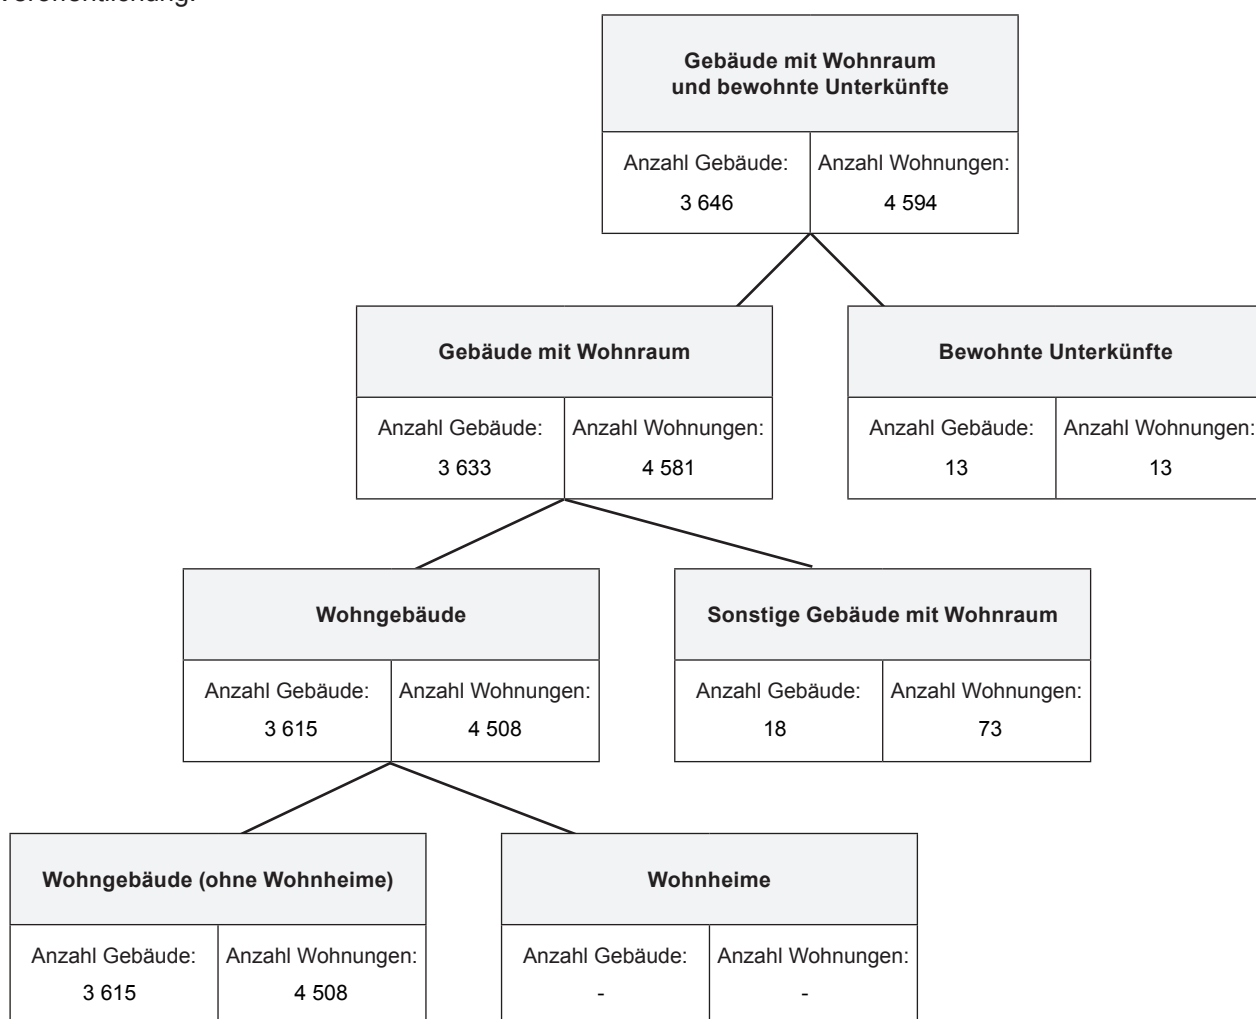 Veröffentlichung.
Gebäude mit Wohnraum
und bewohnte Unterkünfte
Anzahl Gebäude: Anzahl Wohnungen:
3 646 4 594
Gebäude mit Wohnraum Bewohnte Unterkünfte
Anzahl Gebäude: Anzahl Wohnungen: Anzahl Gebäude: Anzahl Wohnungen:
3 633 4 581 13 13
Wohngebäude Sonstige Gebäude mit Wohnraum
Anzahl Gebäude: Anzahl Wohnungen: Anzahl Gebäude: Anzahl Wohnungen:
3 615 4 508 18 73
Wohngebäude (ohne Wohnheime) Wohnheime
Anzahl Gebäude: Anzahl Wohnungen: Anzahl Gebäude: Anzahl Wohnungen:
3 615 4 508 - -